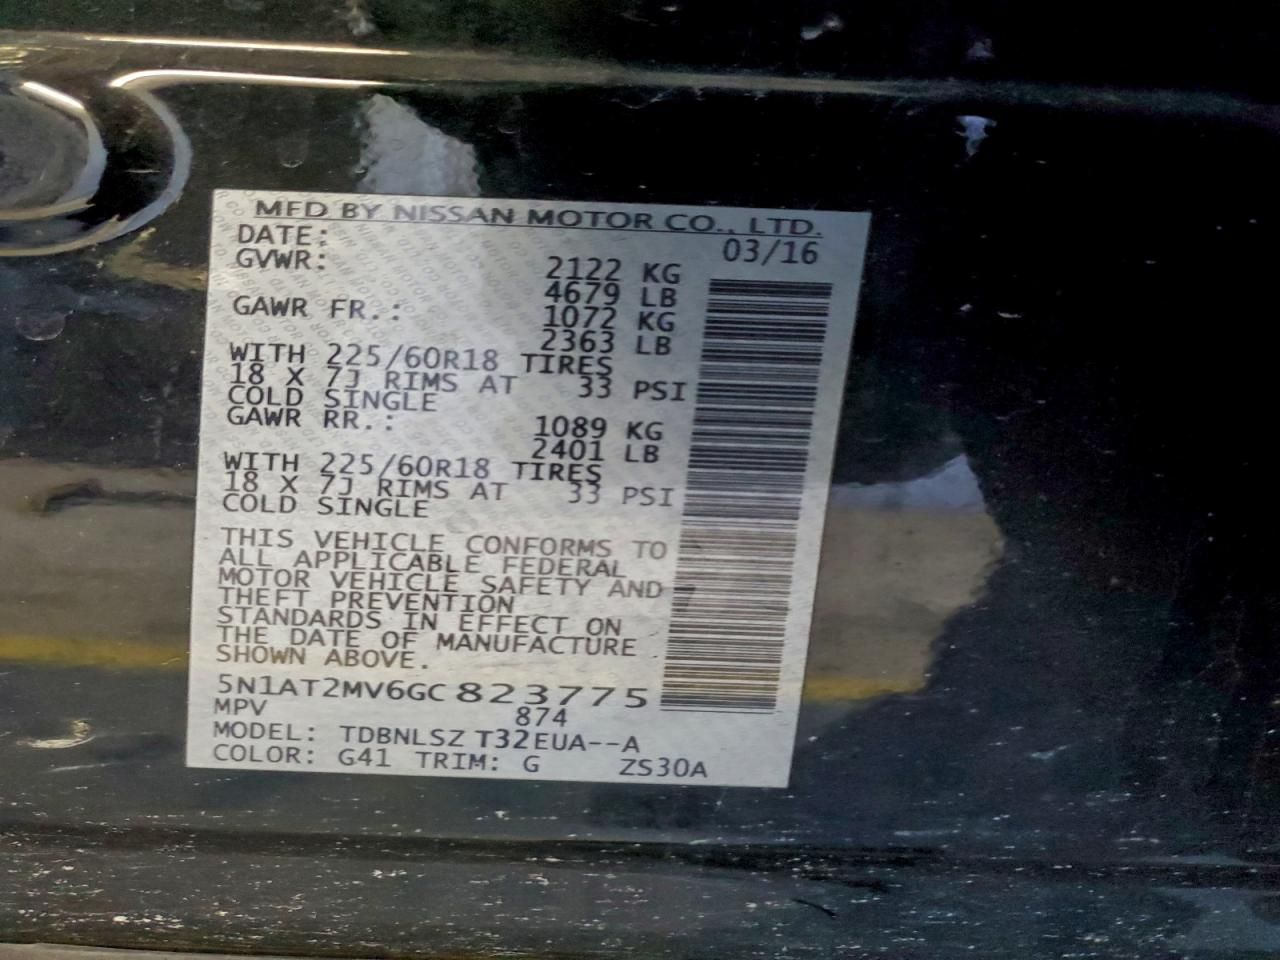 MFD BY NISSAN MOTOR CO., LTD.
DATE: 03/16
GVWR: 2122 KG
4679 LB
GAWR FR.: 1072 KG
2363 LB
WITH 225/60R18 TIRES
18 X 7J RIMS AT 33 PSI
COLD SINGLE
GAWR RR.: 1089 KG
2401 LB
WITH 225/60R18 TIRES
18 X 7J RIMS AT 33 PSI
COLD SINGLE
THIS VEHICLE CONFORMS TO
ALL APPLICABLE FEDERAL
MOTOR VEHICLE SAFETY AND
THEFT PREVENTION
STANDARDS IN EFFECT ON
THE DATE OF MANUFACTURE
SHOWN ABOVE.
5N1AT2MV6GC823775
MPV 874
MODEL: TDBNLSZ T32EUA--A
COLOR: G41 TRIM: G ZS30A